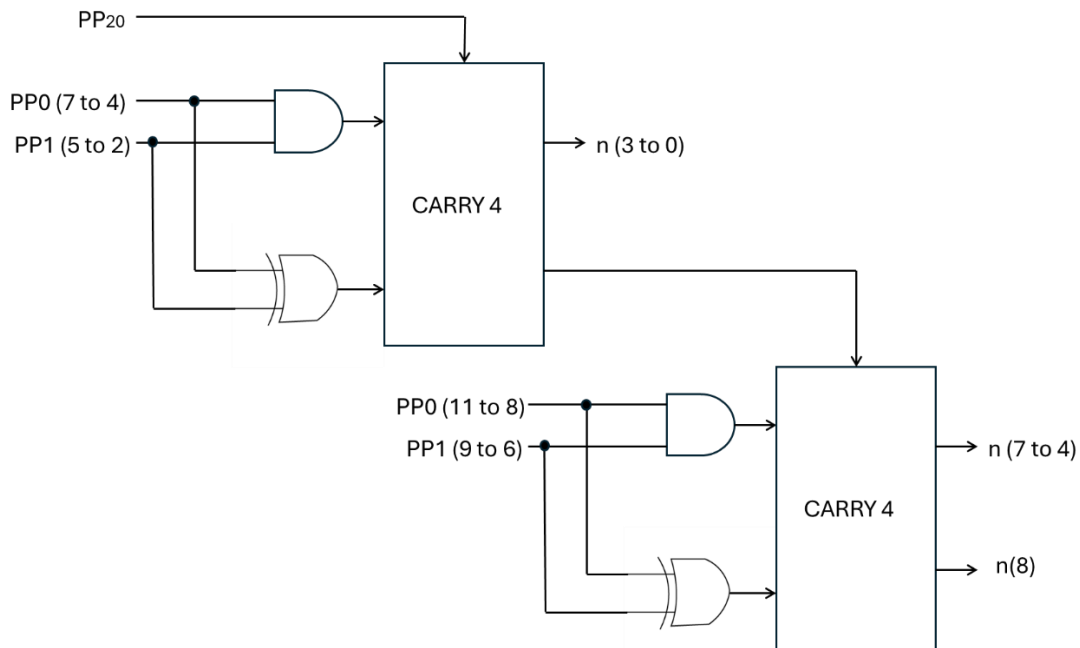 PP20
PP0 (7 to 4)
PP1 (5 to 2)
n (3 to 0)
CARRY 4
PP0 (11 to 8)
PP1 (9 to 6)
n (7 to 4)
CARRY 4
n(8)